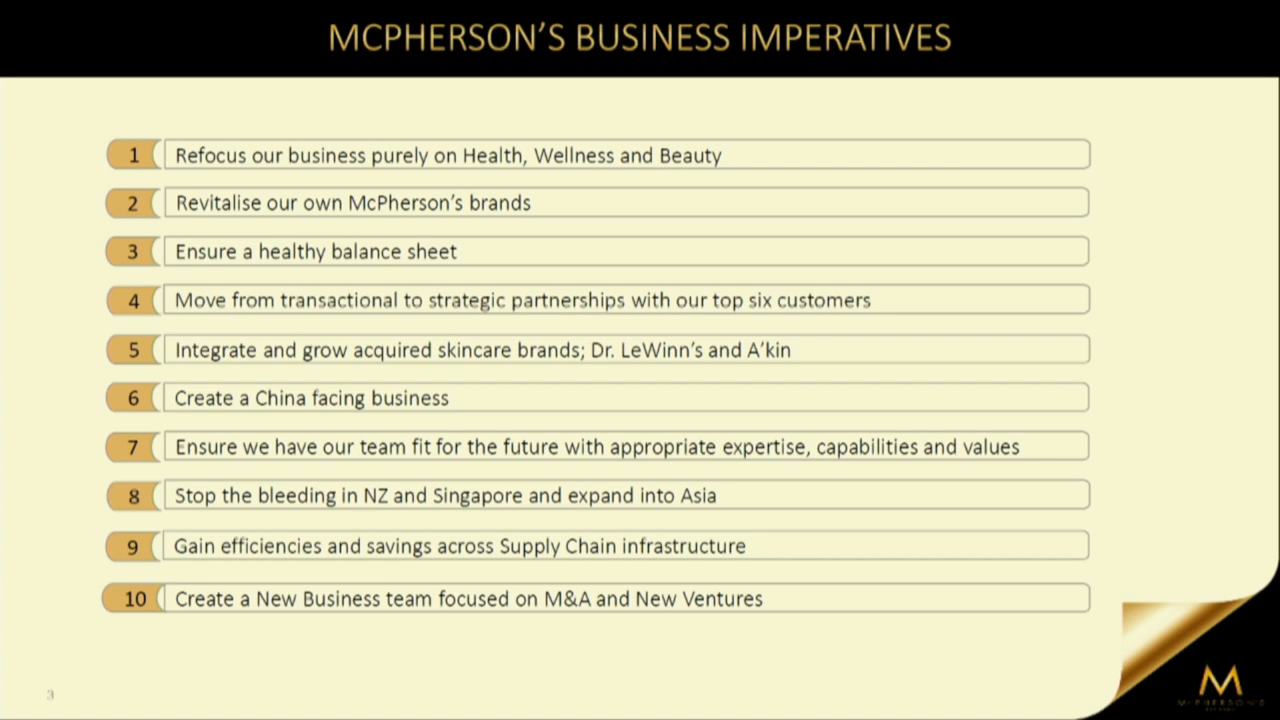 MCPHERSON'S BUSINESS IMPERATIVES
1 Refocus our business purely on Health, Wellness and Beauty
2 Revitalise our own McPherson's brands
3 Ensure a healthy balance sheet
4 Move from transactional to strategic partnerships with our top six customers
5 Integrate and grow acquired skincare brands; Dr. LeWinn's and A'kin
6 Create a China facing business
7 Ensure we have our team fit for the future with appropriate expertise, capabilities and values
8 Stop the bleeding in NZ and Singapore and expand into Asia
9 Gain efficiencies and savings across Supply Chain infrastructure
10 Create a New Business team focused on M&A and New Ventures
3
M
MCPHERSON'S